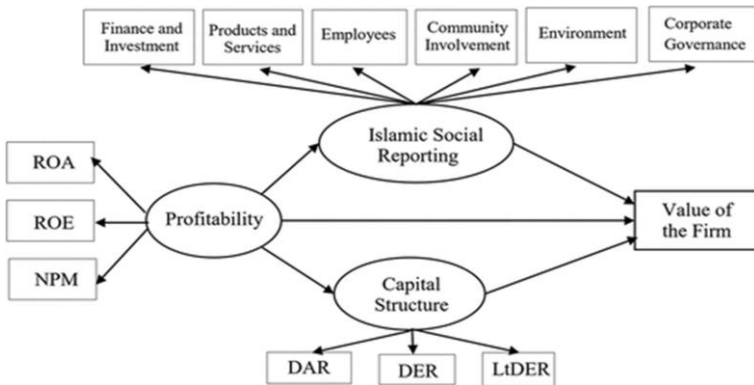 Finance and
Investment
Products and
Services
Employees
Community
Involvement
Environment
Corporate
Governance
Islamic Social
Reporting
ROA
ROE
NPM
Profitability
Value of
the Firm
Capital
Structure
DAR
DER
LtDER